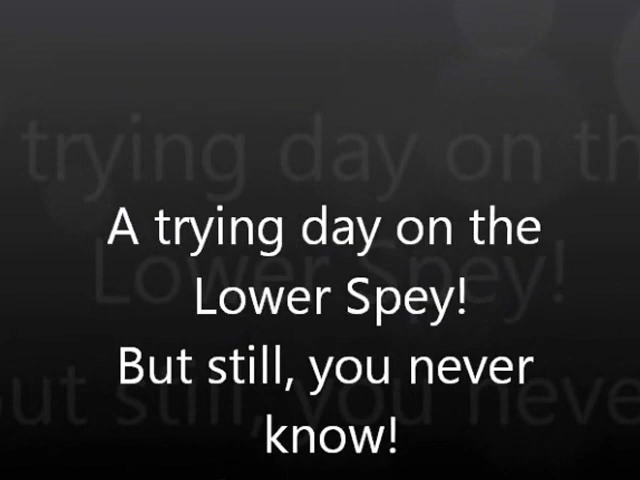 A trying day on the
Lower Spey!
But still, you never
know!